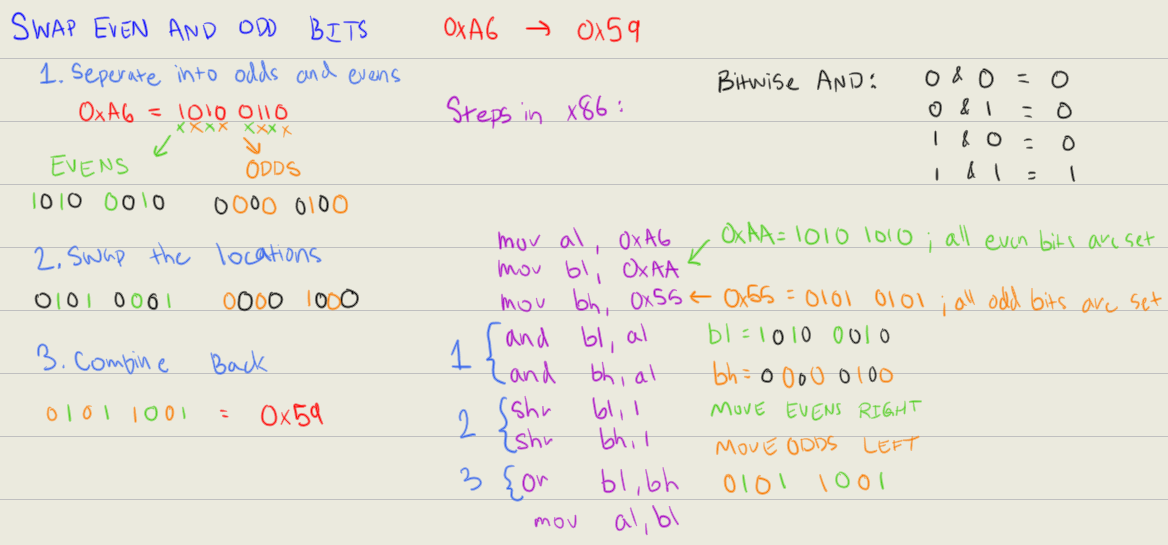 SWAP EVEN AND ODD BITS 0xA6 → 0x59
1. Seperate into odds and evens
0xA6 = 1010 0110
x x x x x x x x
EVENS ODDS
1010 0010 0000 0100
2. Swap the locations
0101 0001 0000 1000
3. Combine Back
0101 1001 = 0x59
Steps in x86:
mov al, 0xA6
mov bl, 0xAA
mov bh, 0x55 ← 0x55 = 0101 0101 ; all odd bits are set
0xAA = 1010 1010 ; all even bits are set
1 { and bl, al bl = 1010 0010
and bh, al bh = 0000 0100
2 { shr bl, 1 MOVE EVENS RIGHT
shr bh, 1 MOVE ODDS LEFT
3 { or bl, bh 0101 1001
mov al, bl
Bitwise AND: 0 & 0 = 0
0 & 1 = 0
1 & 0 = 0
1 & 1 = 1